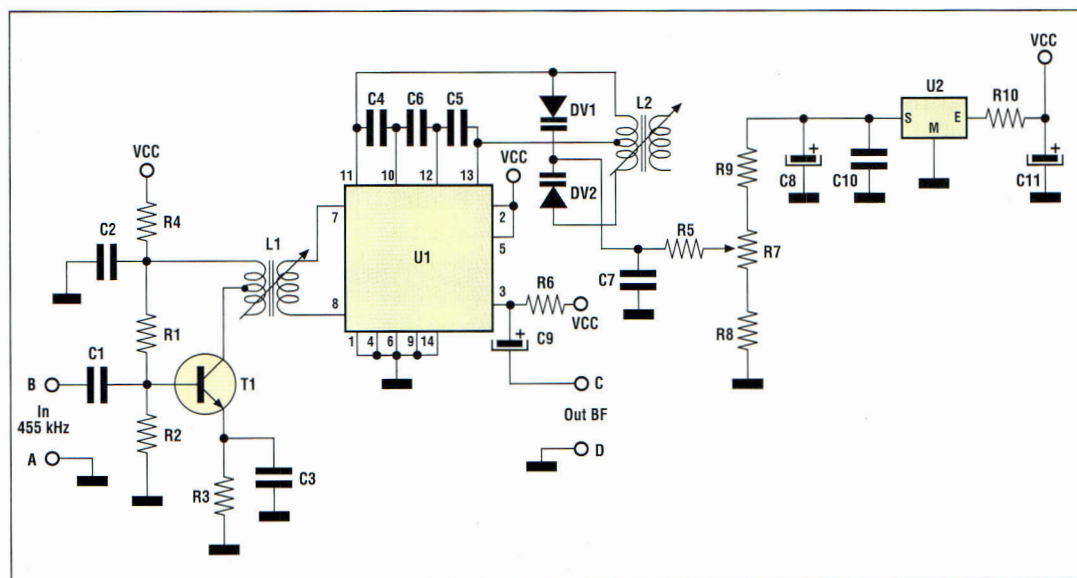 VCC
C4
C6
C5
DV1
L2
U2
R10
S
M
E
VCC
R4
C2
L1
11
10
12
13
VCC
DV2
R9
C8
+
C10
C11
+
7
2
5
U1
R5
R7
8
3
R6
C7
VCC
R1
C9
+
R8
C1
1
4
6
9
14
B
T1
C
In
455 kHz
R2
Out BF
A
C3
D
R3